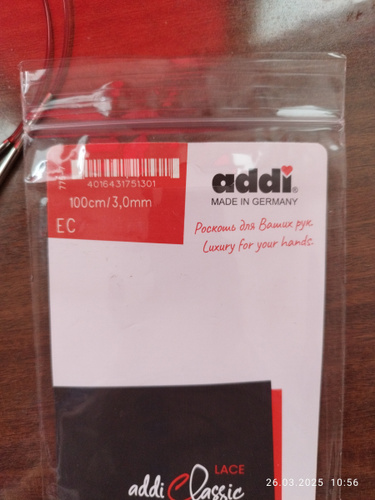 4016431751301
100cm/3,0mm
EC
addi
MADE IN GERMANY
Роскошь для Ваших рук.
Luxury for your hands.
LACE
addi Classic
26.03.2025 10:56